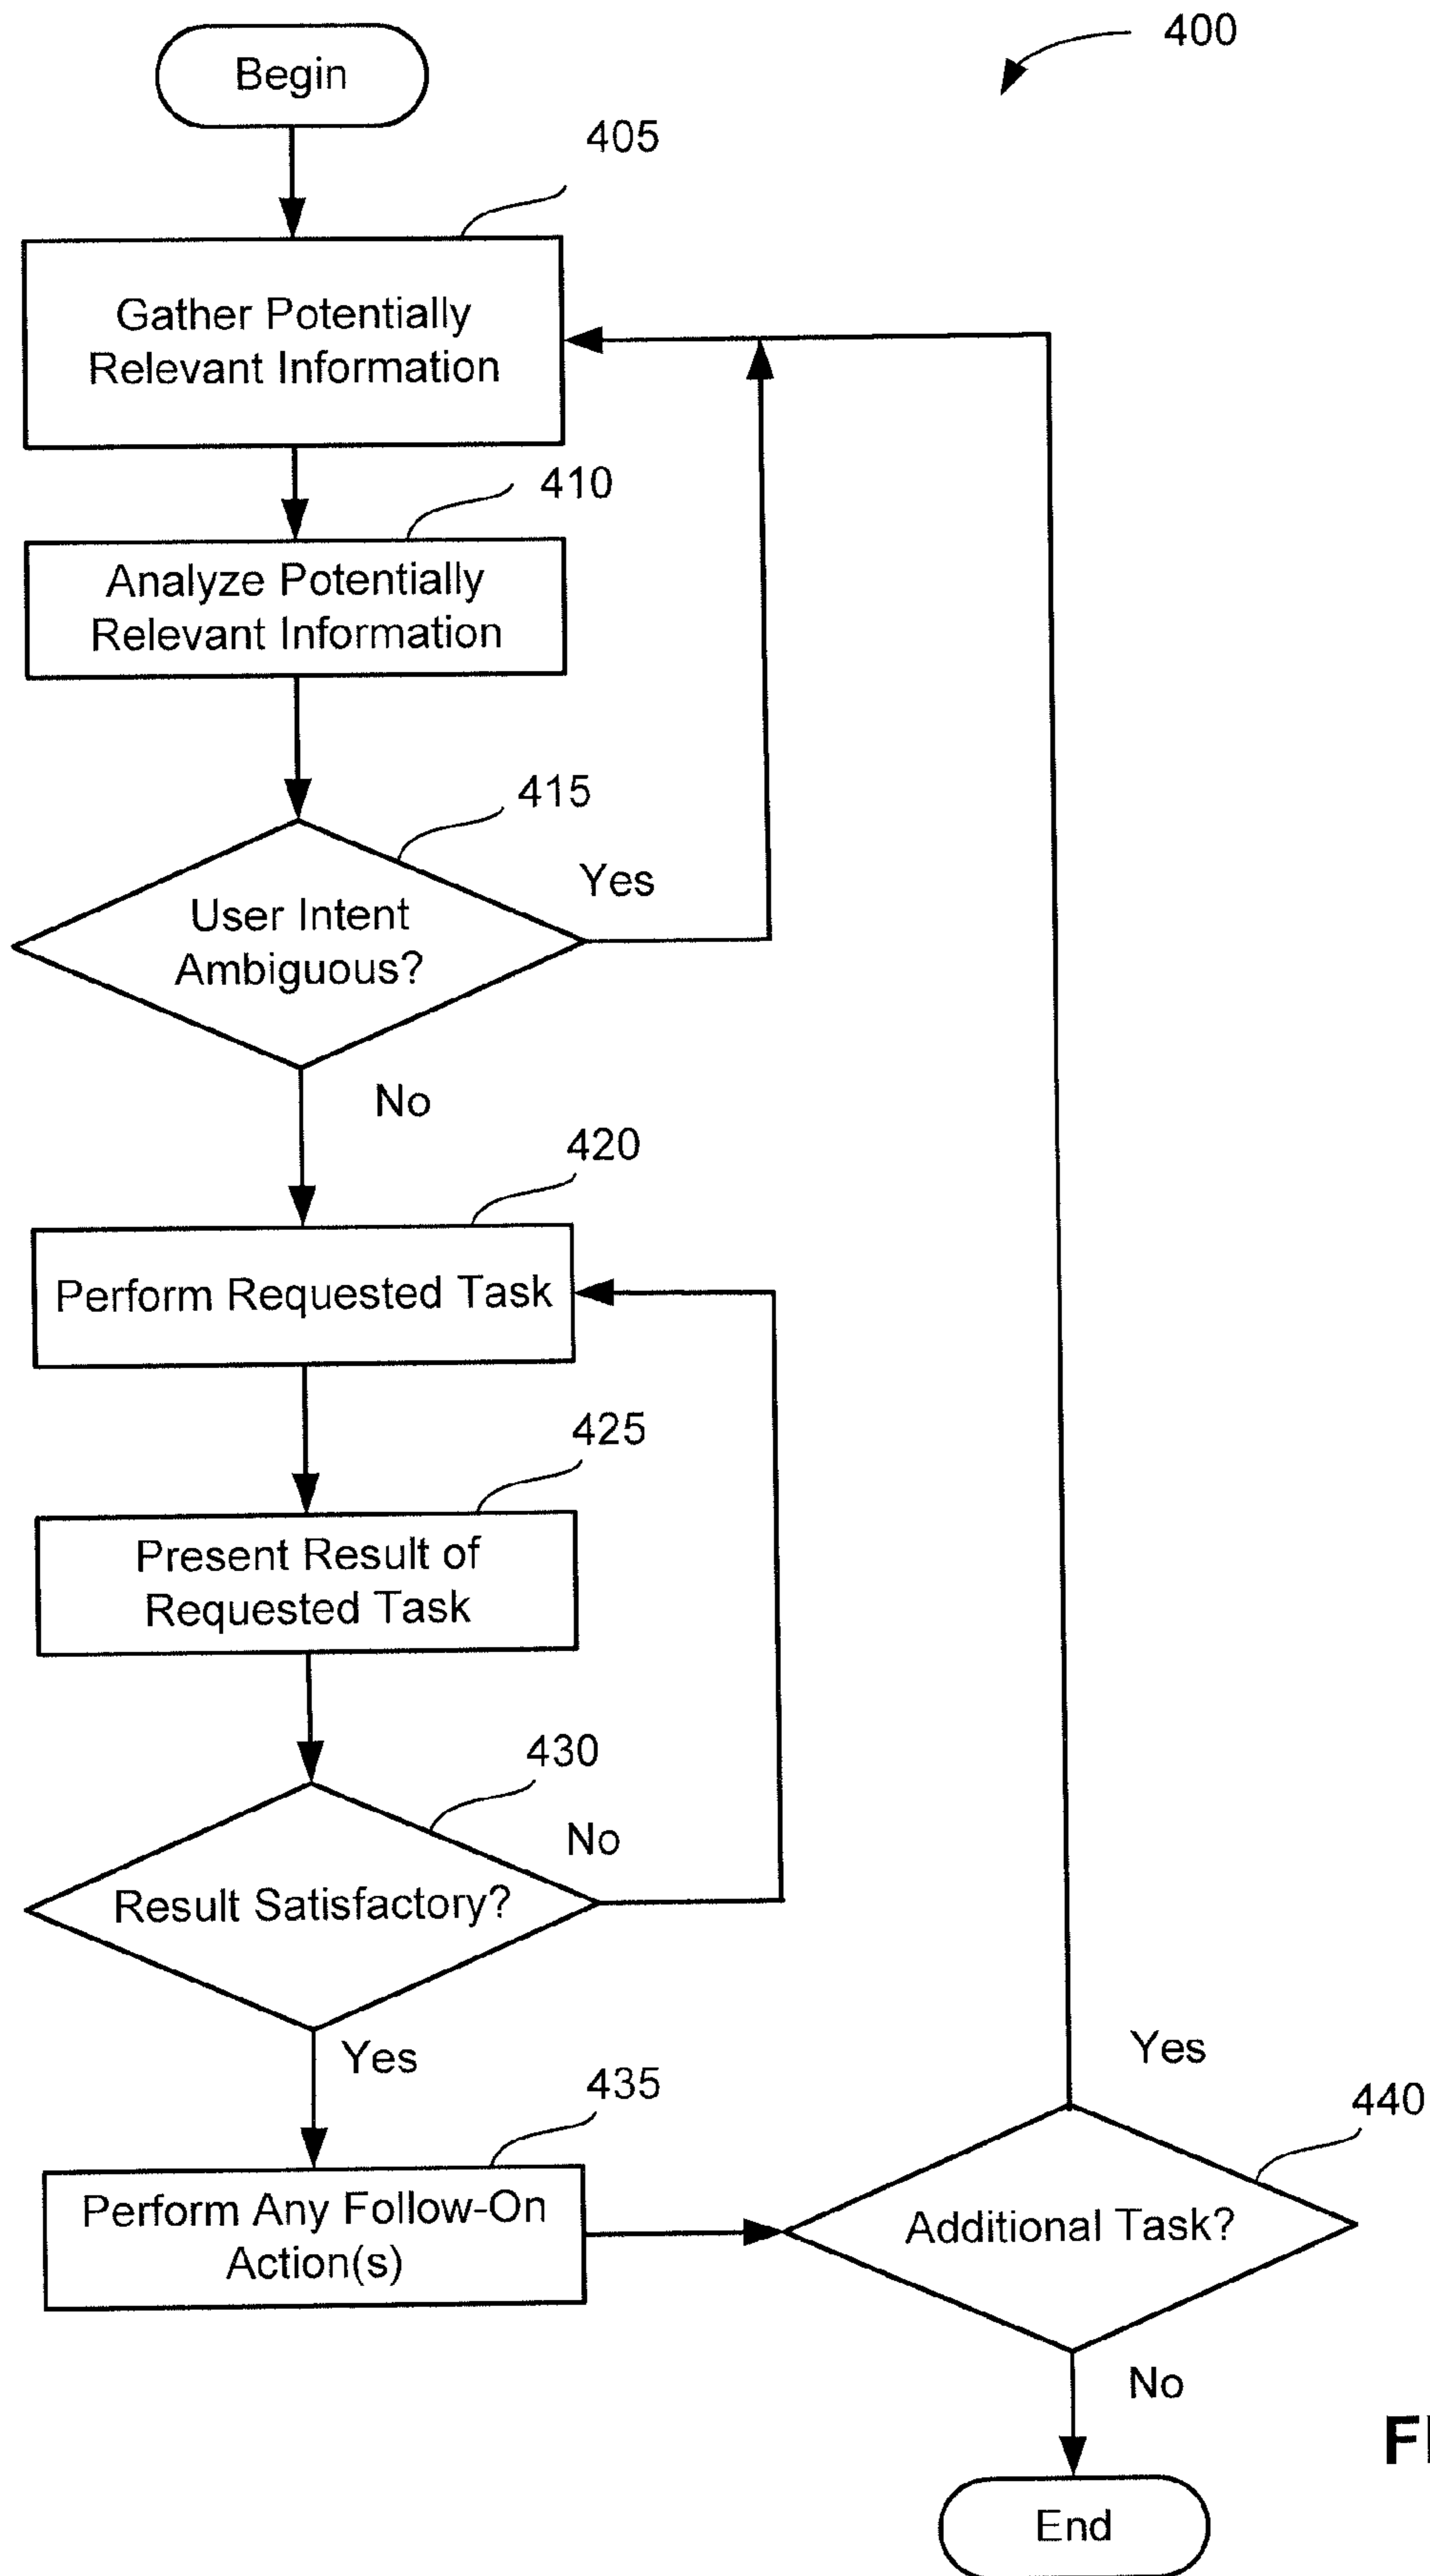 400
Begin
405
Gather Potentially
Relevant Information
410
Analyze Potentially
Relevant Information
415
User Intent
Ambiguous?
Yes
No
420
Perform Requested Task
425
Present Result of
Requested Task
430
Result Satisfactory?
No
Yes
435
Perform Any Follow-On
Action(s)
Yes
440
Additional Task?
No
End